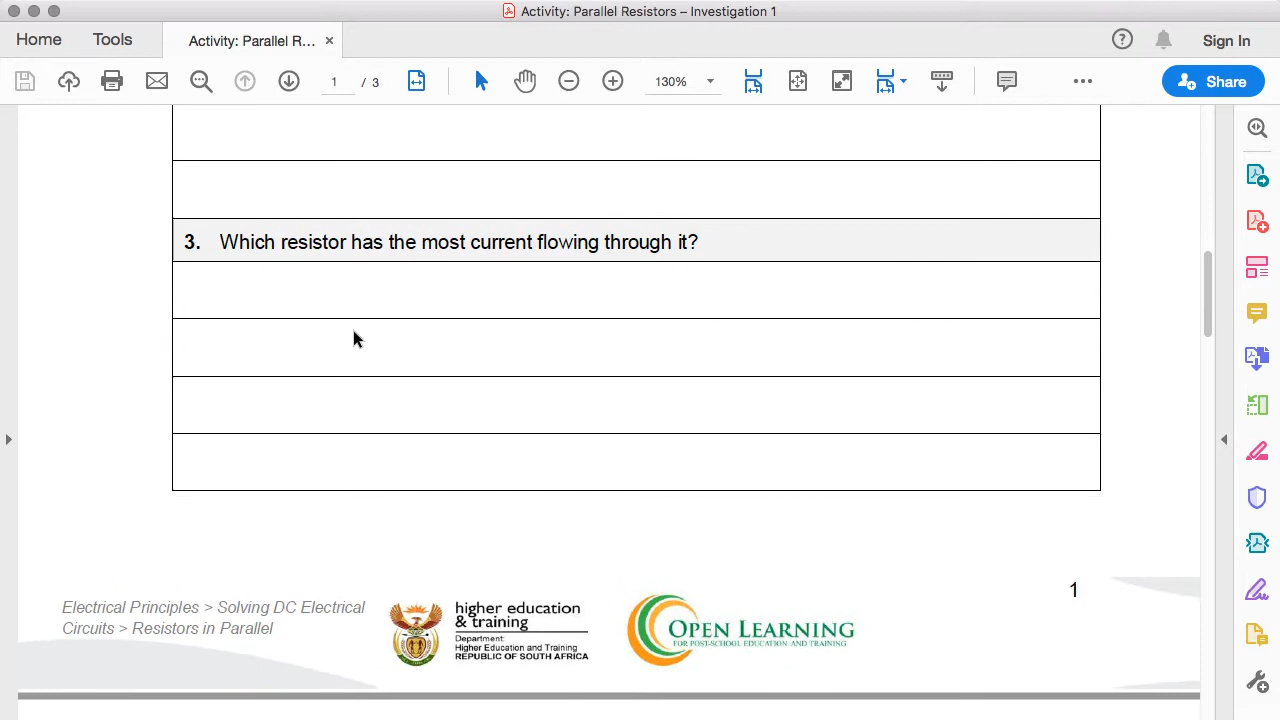 Activity: Parallel Resistors – Investigation 1
Home
Tools
Activity: Parallel R... ×
Sign In
1 / 3
130%
Share
3. Which resistor has the most current flowing through it?
1
Electrical Principles > Solving DC Electrical
Circuits > Resistors in Parallel
higher education
& training
Department:
Higher Education and Training
REPUBLIC OF SOUTH AFRICA
OPEN LEARNING
FOR POST-SCHOOL EDUCATION AND TRAINING